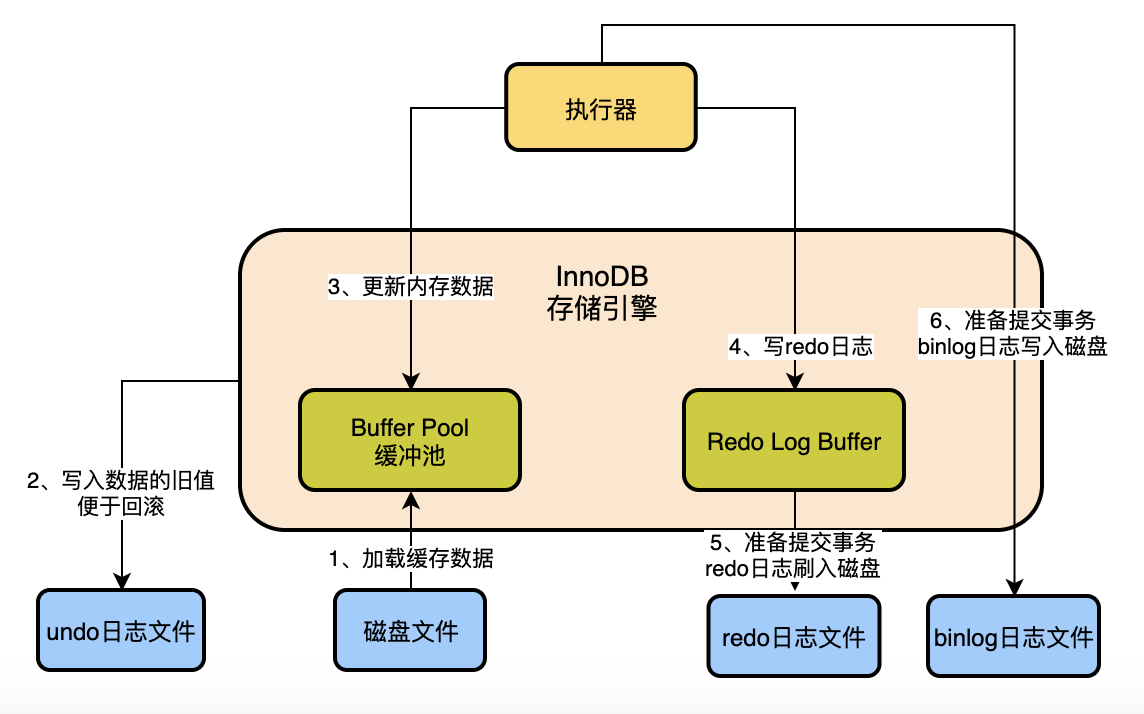 执行器
InnoDB
存储引擎
3、更新内存数据
4、写redo日志
6、准备提交事务
binlog日志写入磁盘
Buffer Pool
缓冲池
Redo Log Buffer
2、写入数据的旧值
便于回滚
1、加载缓存数据
5、准备提交事务
redo日志刷入磁盘
undo日志文件
磁盘文件
redo日志文件
binlog日志文件